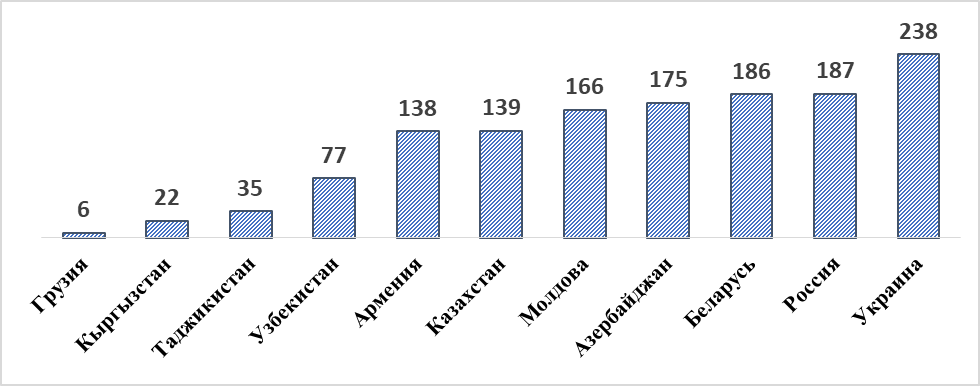 6 22 35 77 138 139 166 175 186 187 238
Грузия Кыргызстан Таджикистан Узбекистан Армения Казахстан Молдова Азербайджан Беларусь Россия Украина